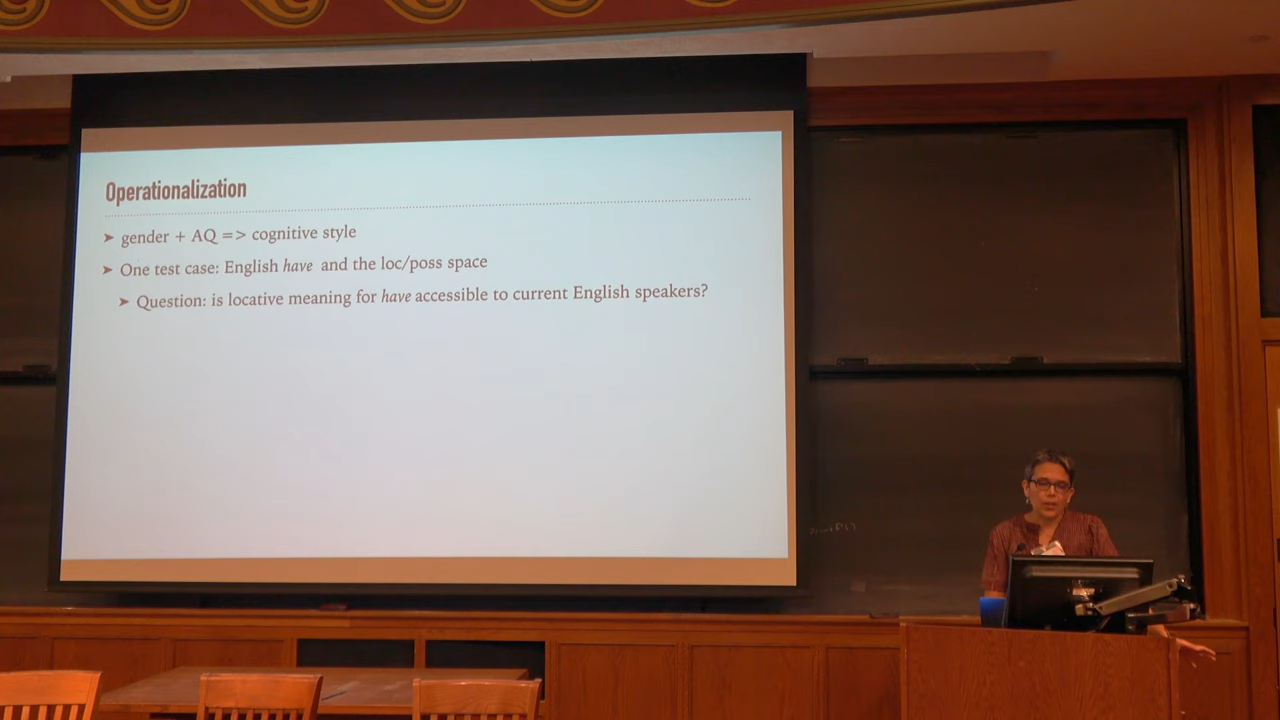 Operationalization
➤ gender + AQ => cognitive style
➤ One test case: English have and the loc/poss space
➤ Question: is locative meaning for have accessible to current English speakers?